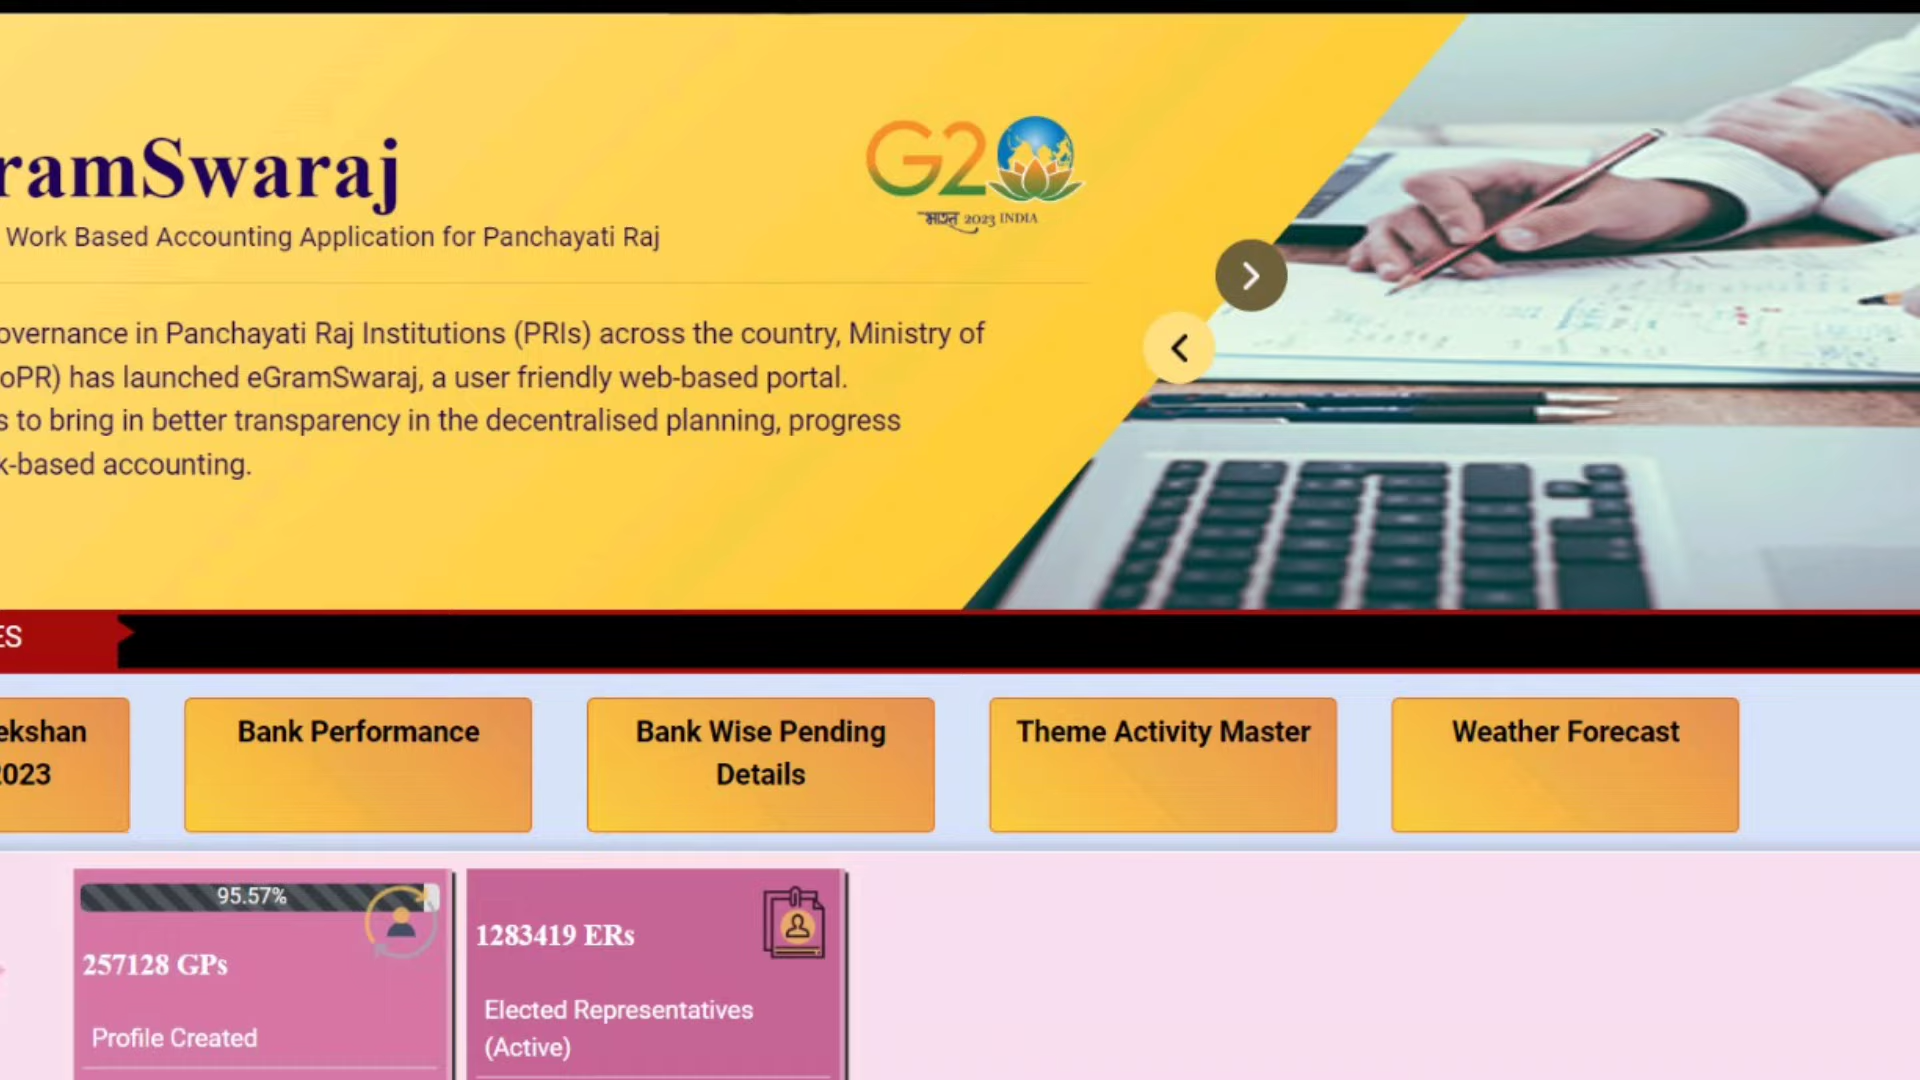 ramSwaraj
Work Based Accounting Application for Panchayati Raj
G20
भारत 2023 INDIA
overnance in Panchayati Raj Institutions (PRIs) across the country, Ministry of
oPR) has launched eGramSwaraj, a user friendly web-based portal.
s to bring in better transparency in the decentralised planning, progress
k-based accounting.
ES
ekshan
2023
Bank Performance
Bank Wise Pending
Details
Theme Activity Master
Weather Forecast
95.57%
257128 GPs
Profile Created
1283419 ERs
Elected Representatives
(Active)